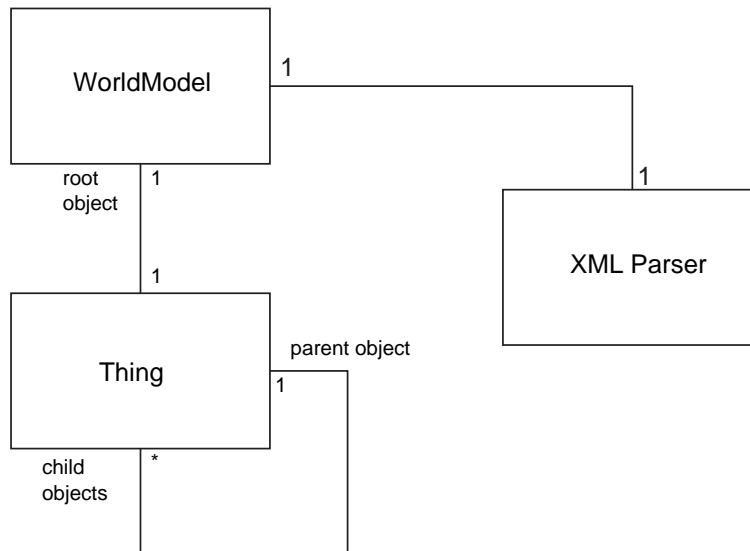 WorldModel
1
root
object
1
1
XML Parser
1
Thing
parent object
1
child
objects
*